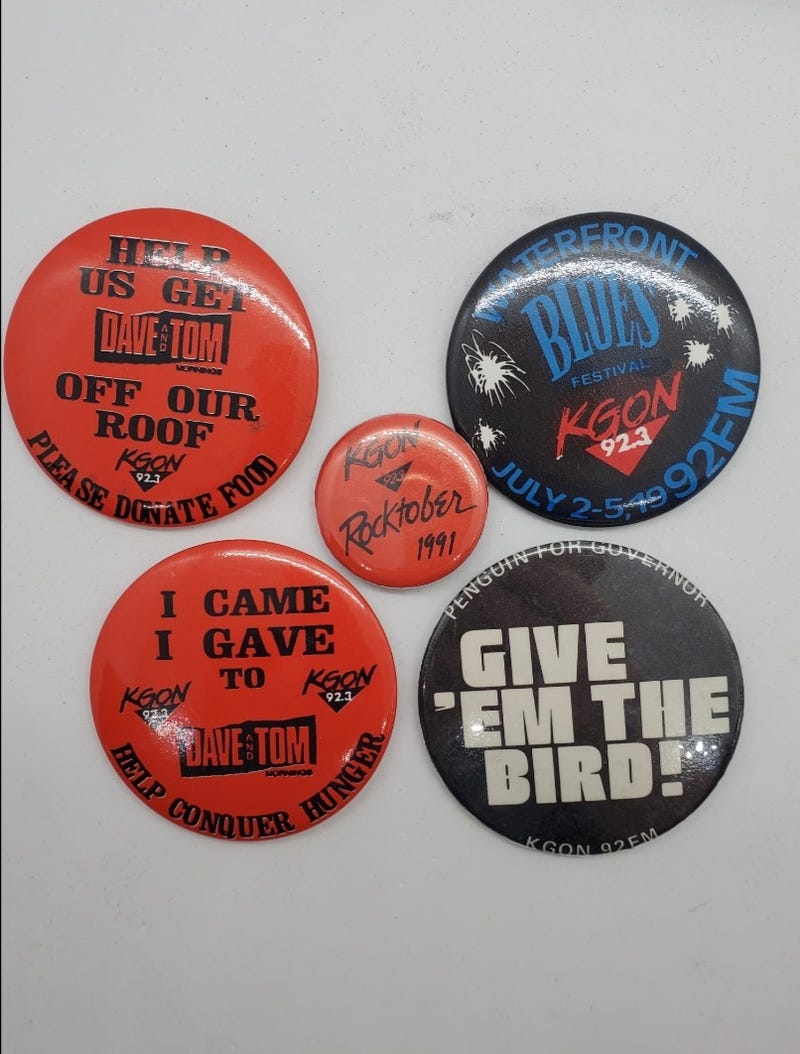 HELP
US GET
DAVE AND TOM
MORNINGS
OFF OUR
ROOF
KGON
92.3
PLEASE DONATE FOOD
WATERFRONT
BLUES
FESTIVAL
KGON
92.3
JULY 2-5, 1992FM
KGON
92.3
Rocktober
1991
I CAME
I GAVE
TO
KGON
92.3
KGON
92.3
DAVE AND TOM
MORNINGS
HELP CONQUER HUNGER
PENGUIN FOR GOVERNOR
GIVE
'EM THE
BIRD!
KGON 92FM